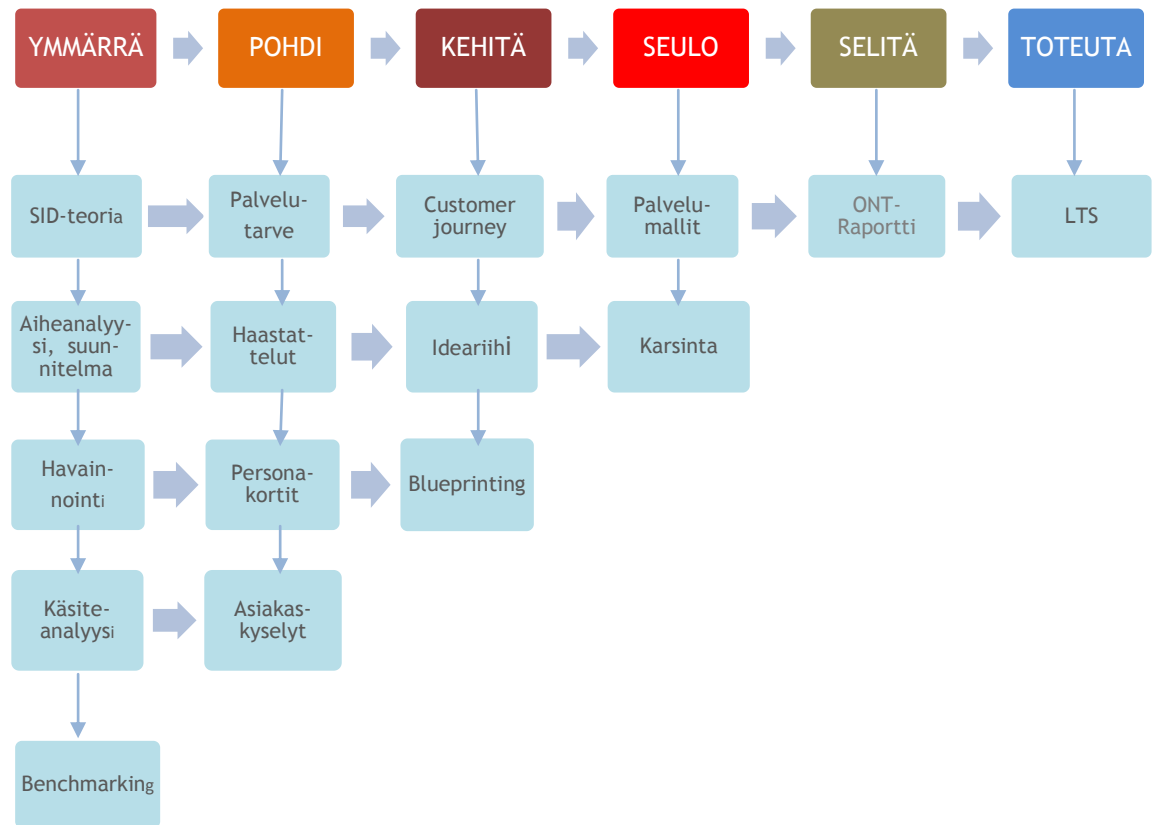 YMMÄRRÄ
POHDI
KEHITÄ
SEULO
SELITÄ
TOTEUTA
SID-teoria
Palvelu-
tarve
Customer
journey
Palvelu-
mallit
ONT-
Raportti
LTS
Aiheanalyy-
si, suun-
nitelma
Haastat-
telut
Ideariihi
Karsinta
Havain-
nointi
Persona-
kortit
Blueprinting
Käsite-
analyysi
Asiakas-
kyselyt
Benchmarking